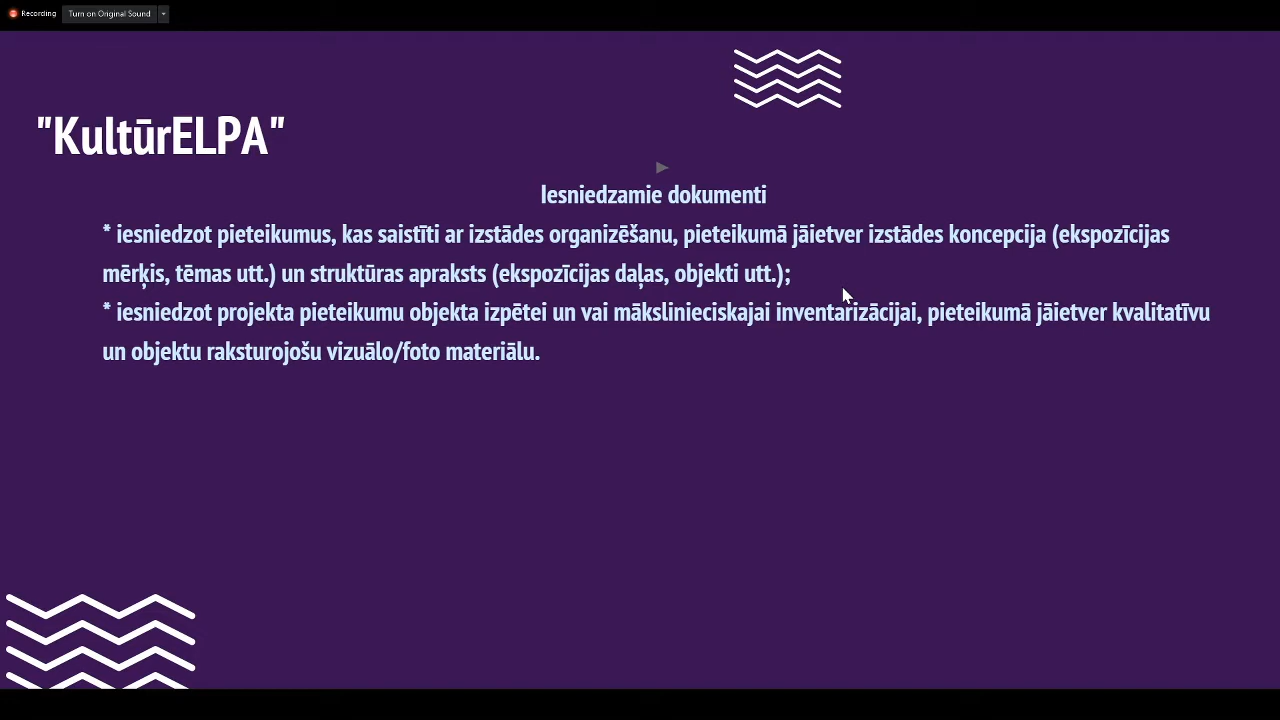 Recording
Turn on Original Sound
"KultūrELPA"
Iesniedzamie dokumenti
* iesniedzot pieteikumus, kas saistīti ar izstādes organizēšanu, pieteikumā jāietver izstādes koncepcija (ekspozīcijas
mērķis, tēmas utt.) un struktūras apraksts (ekspozīcijas daļas, objekti utt.);
* iesniedzot projekta pieteikumu objekta izpētei un vai mākslinieciskajai inventarizācijai, pieteikumā jāietver kvalitatīvu
un objektu raksturojošu vizuālo/foto materiālu.